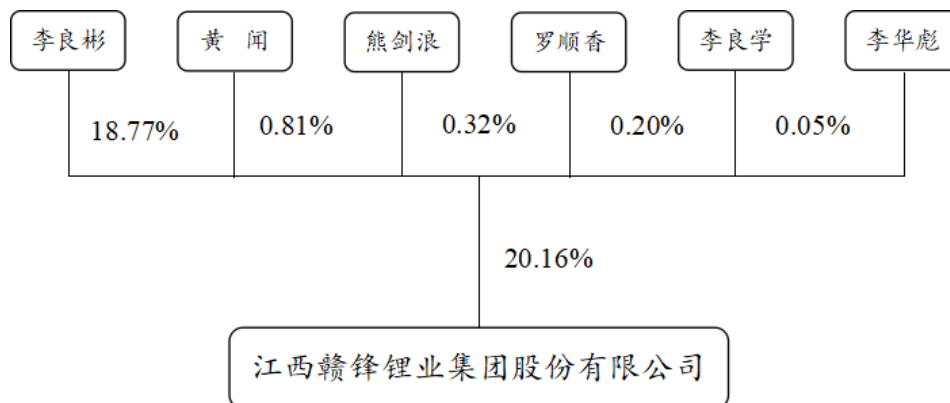 李良彬 黄 闻 熊剑浪 罗顺香 李良学 李华彪
18.77% 0.81% 0.32% 0.20% 0.05%
20.16%
江西赣锋锂业集团股份有限公司